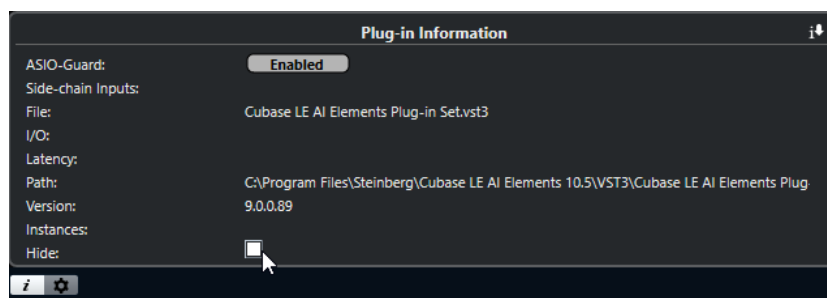 Plug-in Information
i
ASIO-Guard: Enabled
Side-chain Inputs:
File: Cubase LE AI Elements Plug-in Set.vst3
I/O:
Latency:
Path: C:\Program Files\Steinberg\Cubase LE AI Elements 10.5\VST3\Cubase LE AI Elements Plug-
Version: 9.0.0.89
Instances:
Hide:
i